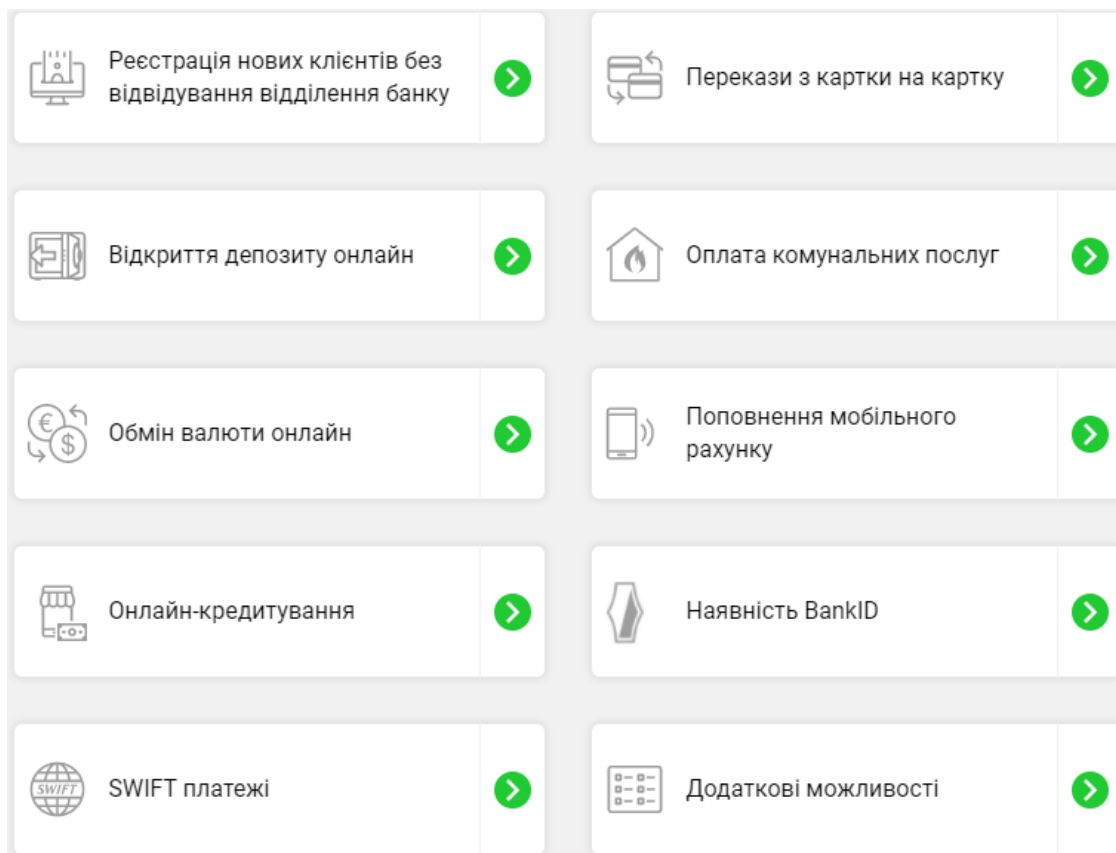 Реєстрація нових клієнтів без
відвідування відділення банку
Перекази з картки на картку
Відкриття депозиту онлайн
Оплата комунальних послуг
€
$
Обмін валюти онлайн
Поповнення мобільного
рахунку
Онлайн-кредитування
Наявність BankID
SWIFT
SWIFT платежі
Додаткові можливості